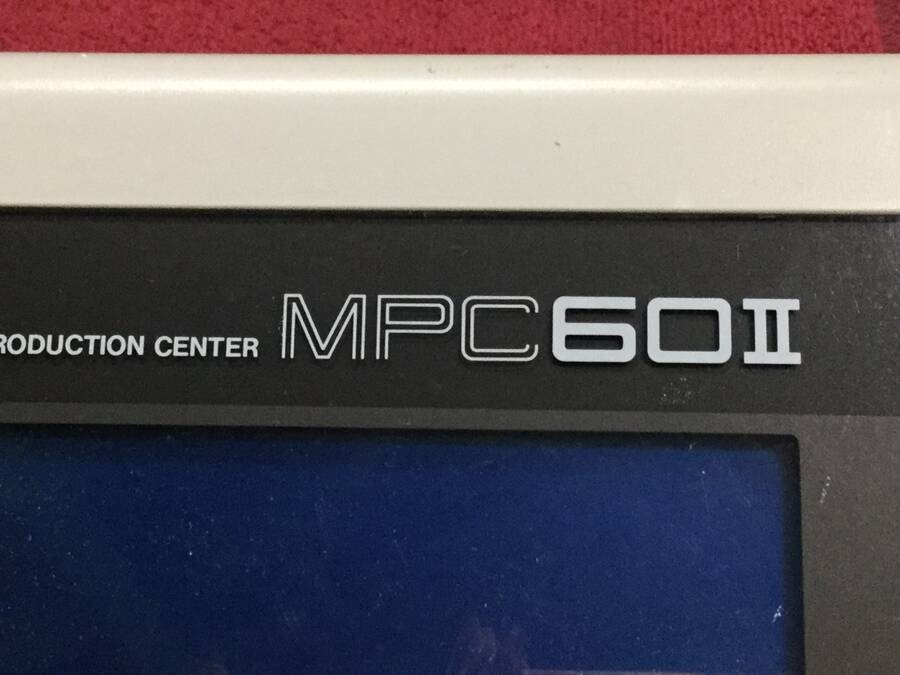 RODUCTION CENTER MPC60II